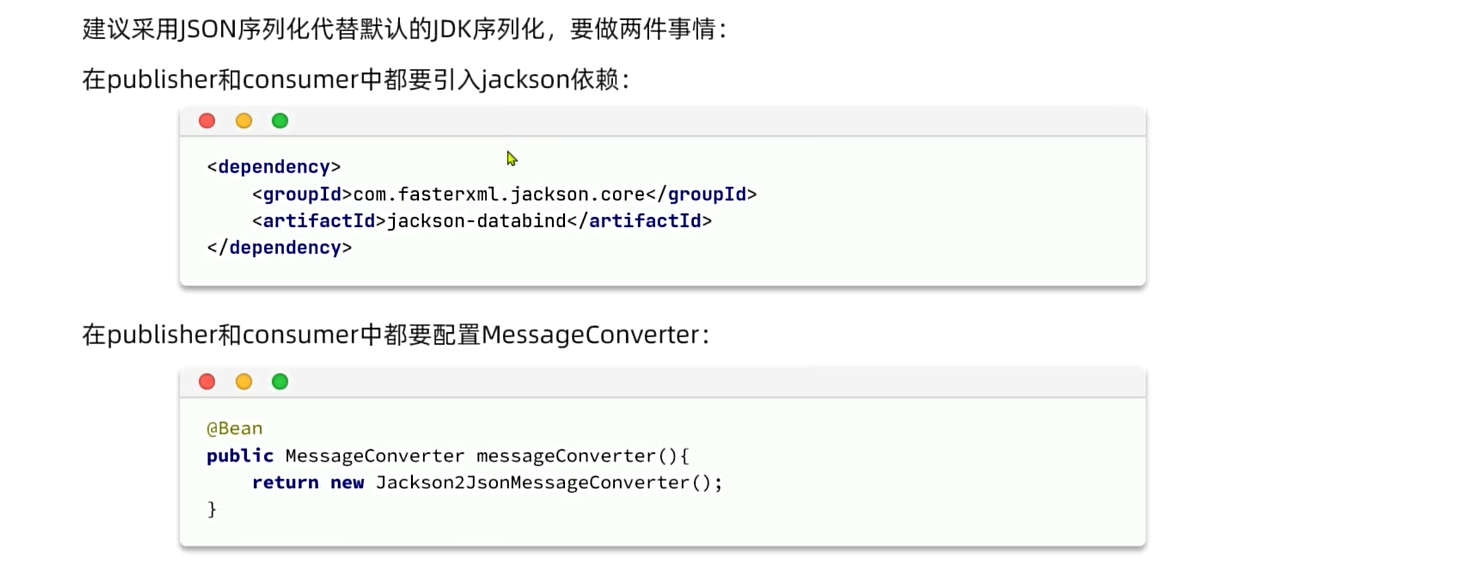 建议采用JSON序列化代替默认的JDK序列化，要做两件事情：
在publisher和consumer中都要引入jackson依赖：
<dependency>
    <groupId>com.fasterxml.jackson.core</groupId>
    <artifactId>jackson-databind</artifactId>
</dependency>
在publisher和consumer中都要配置MessageConverter：
@Bean
public MessageConverter messageConverter(){
    return new Jackson2JsonMessageConverter();
}